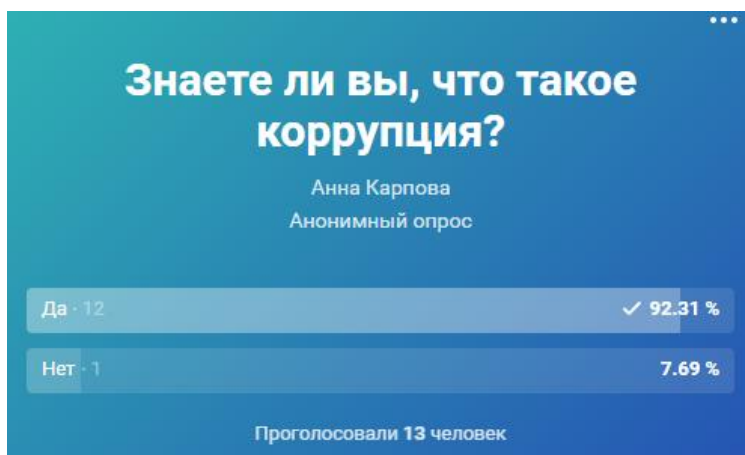 Знаете ли вы, что такое
коррупция?
Анна Карпова
Анонимный опрос
Да · 12 92.31 %
Нет · 1 7.69 %
Проголосовали 13 человек